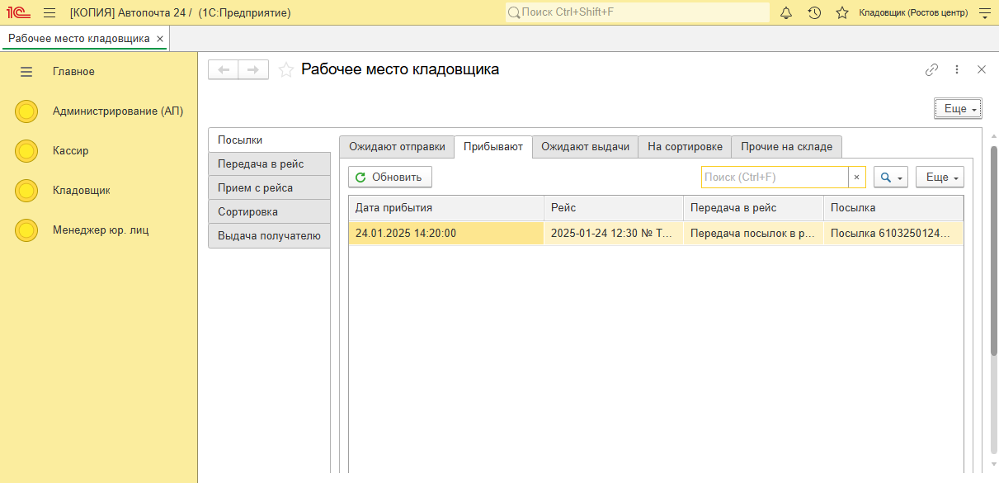 1С [КОПИЯ] Автопочта 24 / (1С:Предприятие) Поиск Ctrl+Shift+F Кладовщик (Ростов центр)
Рабочее место кладовщика ×
Главное
Администрирование (АП)
Кассир
Кладовщик
Менеджер юр. лиц
Рабочее место кладовщика
Еще
Посылки
Передача в рейс
Прием с рейса
Сортировка
Выдача получателю
Ожидают отправки Прибывают Ожидают выдачи На сортировке Прочие на складе
Обновить Поиск (Ctrl+F) × Еще
Дата прибытия Рейс Передача в рейс Посылка
24.01.2025 14:20:00 2025-01-24 12:30 № Т... Передача посылок в р... Посылка 6103250124...